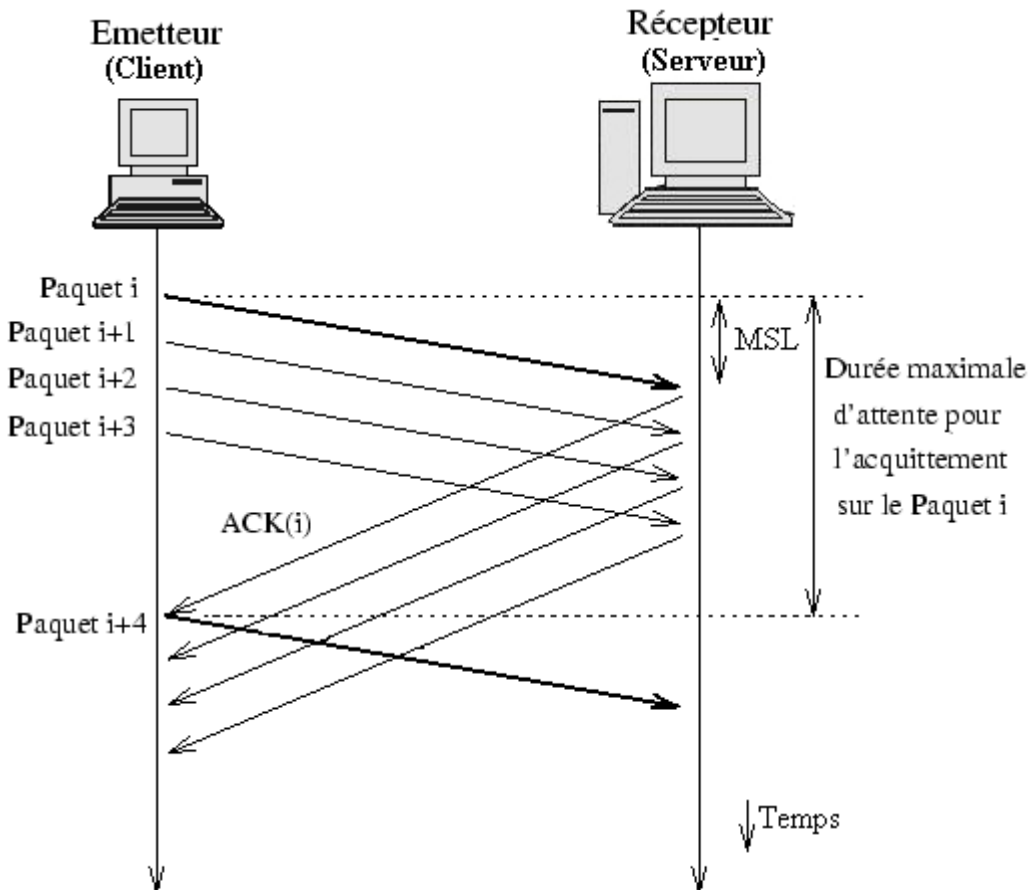 Emetteur
(Client)
Récepteur
(Serveur)
Paquet i
Paquet i+1
Paquet i+2
Paquet i+3
MSL
Durée maximale
d'attente pour
l'acquittement
sur le Paquet i
ACK(i)
Paquet i+4
Temps